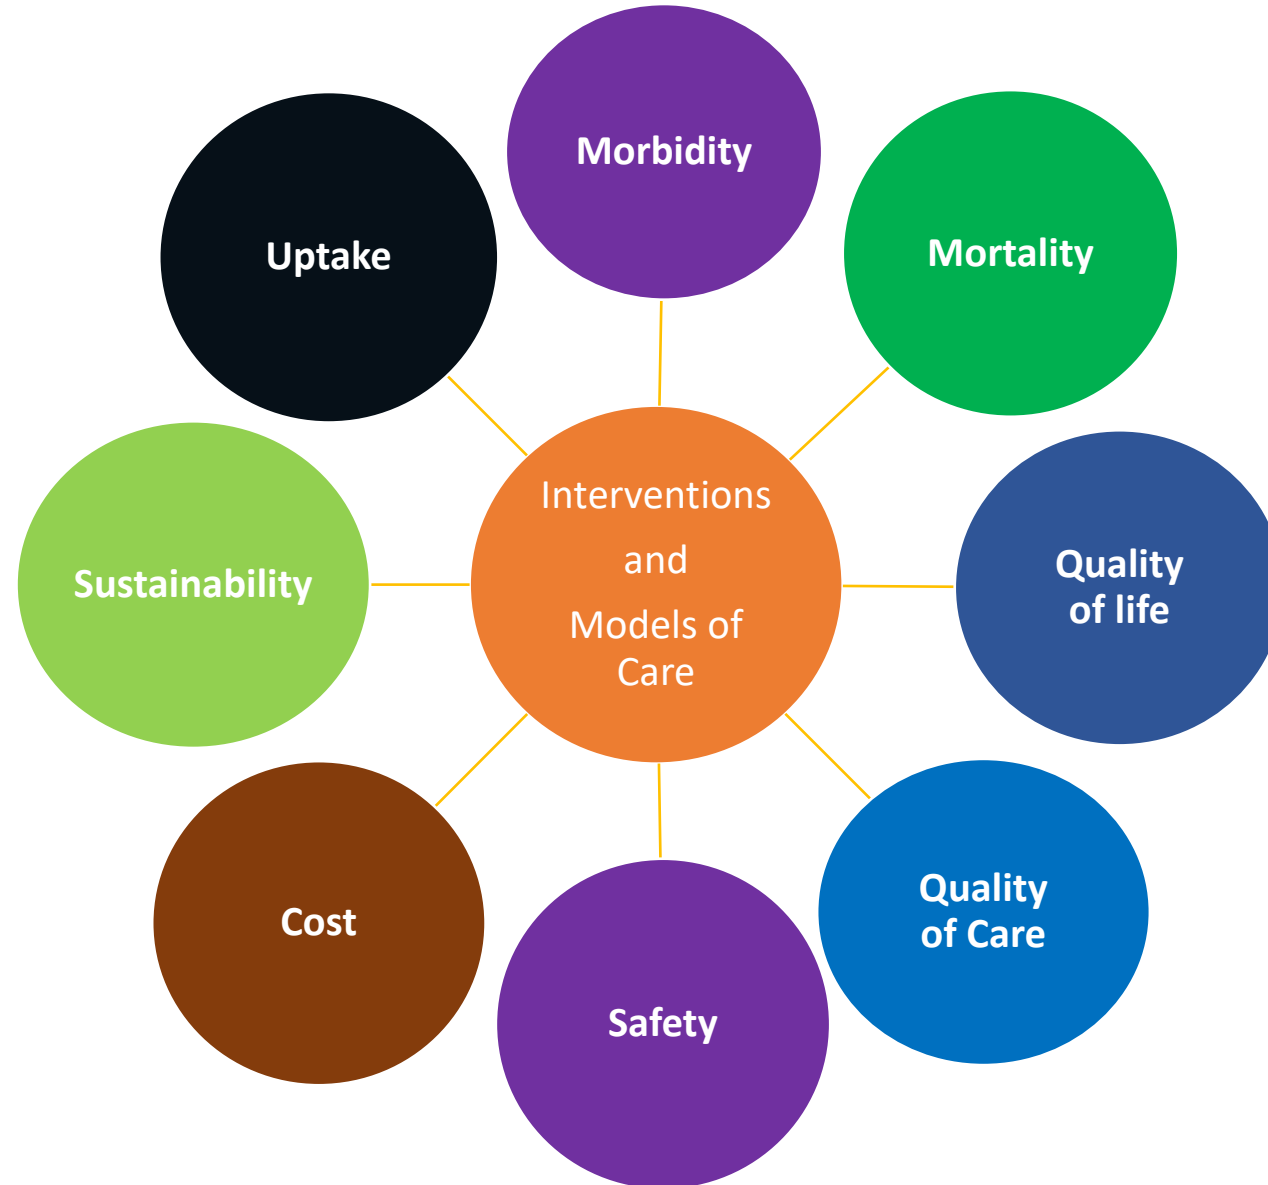 Morbidity
Mortality
Uptake
Interventions
and
Models of
Care
Quality
of life
Sustainability
Quality
of Care
Cost
Safety